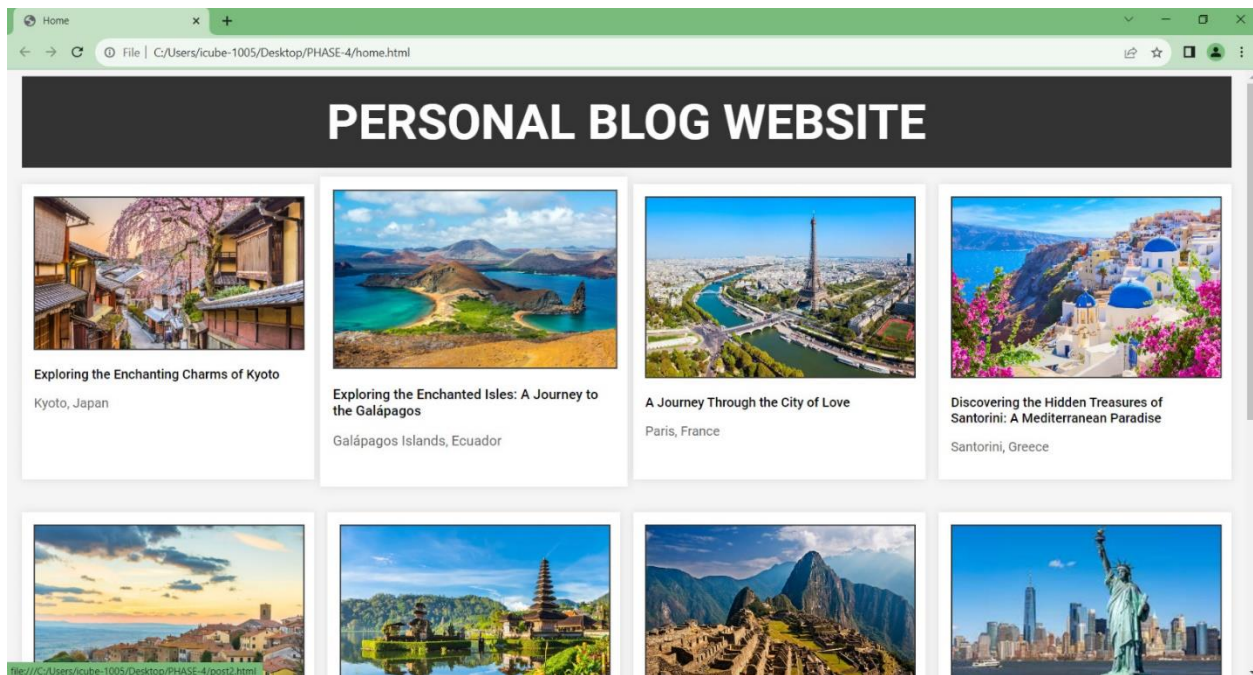 Home
File | C:/Users/icube-1005/Desktop/PHASE-4/home.html
PERSONAL BLOG WEBSITE
Exploring the Enchanting Charms of Kyoto
Kyoto, Japan
Exploring the Enchanted Isles: A Journey to
the Galápagos
Galápagos Islands, Ecuador
A Journey Through the City of Love
Paris, France
Discovering the Hidden Treasures of
Santorini: A Mediterranean Paradise
Santorini, Greece
file:///C:/Users/icube-1005/Desktop/PHASE-4/post2.html